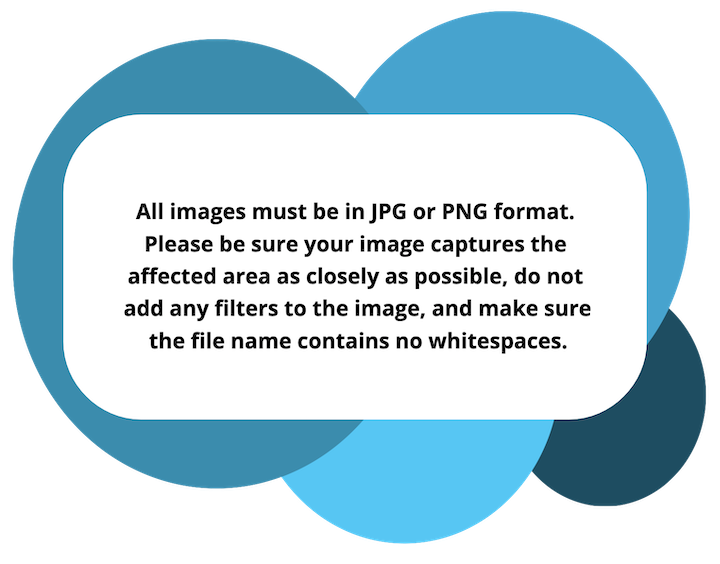 All images must be in JPG or PNG format.
Please be sure your image captures the
affected area as closely as possible, do not
add any filters to the image, and make sure
the file name contains no whitespaces.